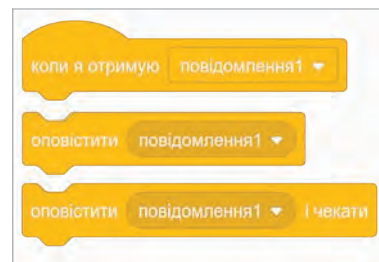 коли я отримую повідомлення1
оповістити повідомлення1
оповістити повідомлення1 і чекати